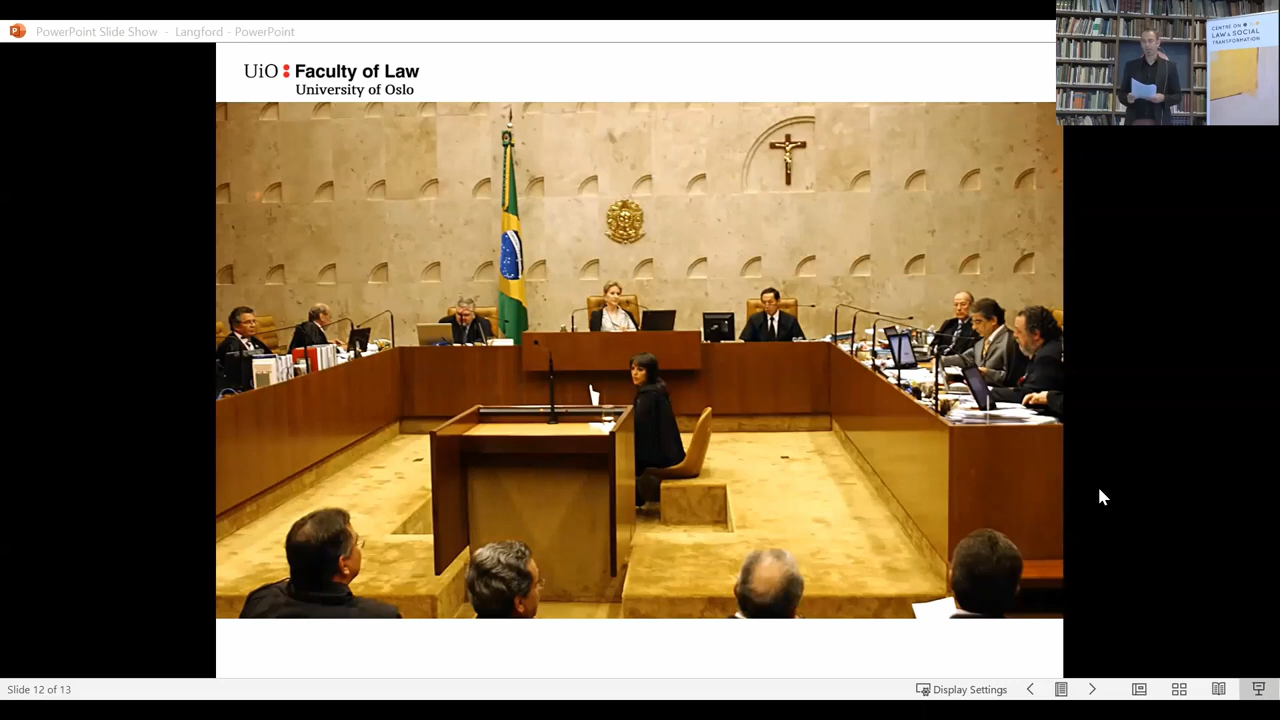 PowerPoint Slide Show - Langford - PowerPoint
CENTRE ON
LAW & SOCIAL
TRANSFORMATION
UiO Faculty of Law
University of Oslo
Slide 12 of 13
Display Settings